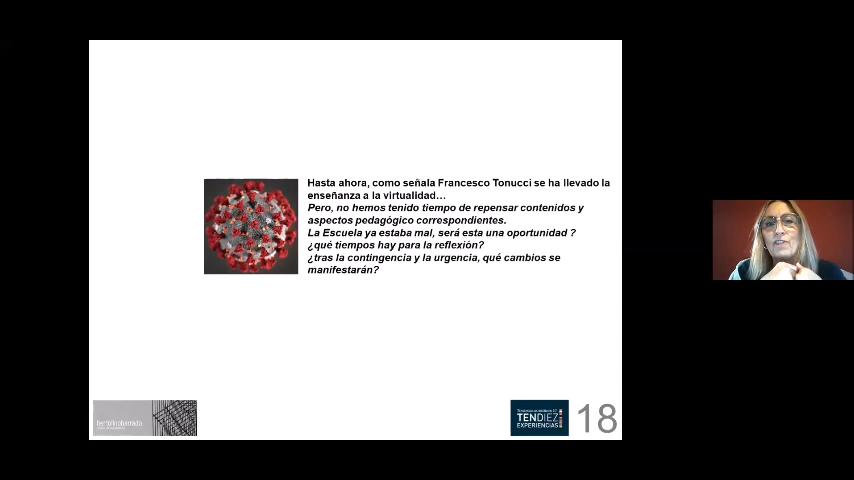 Hasta ahora, como señala Francesco Tonucci se ha llevado la
enseñanza a la virtualidad…
Pero, no hemos tenido tiempo de repensar contenidos y
aspectos pedagógico correspondientes.
La Escuela ya estaba mal, será esta una oportunidad ?
¿qué tiempos hay para la reflexión?
¿tras la contingencia y la urgencia, qué cambios se
manifestarán?
TENDIEZ
EXPERIENCIAS
18